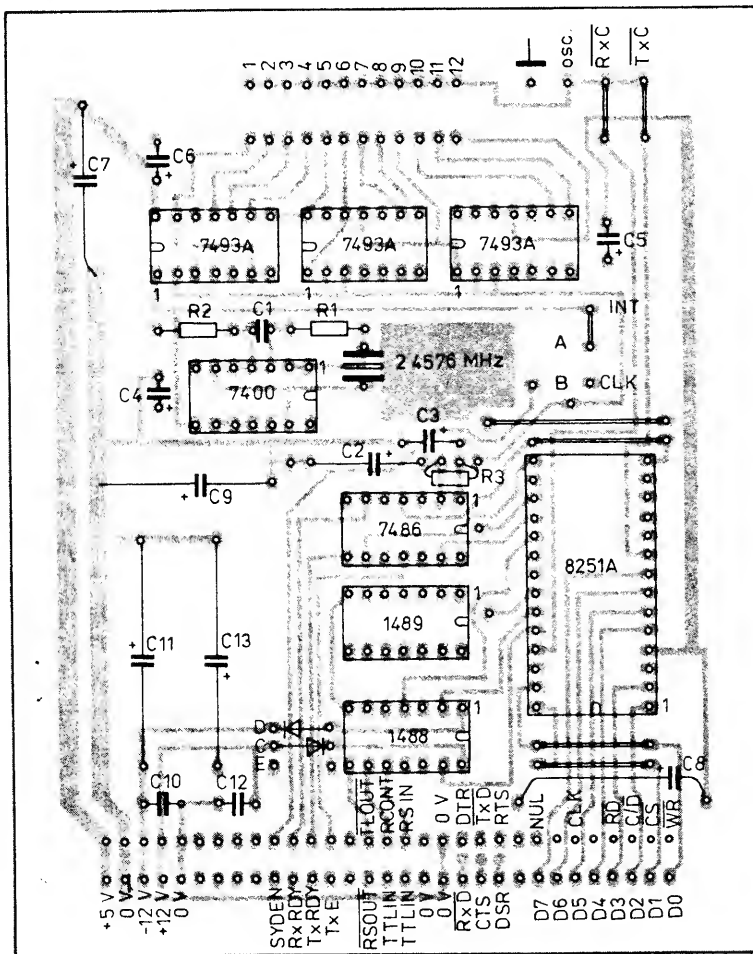 1
2
3
4
5
6
7
8
9
10
11
12
osc.
RxC
TxC
C7
+
C6
+
7493A
7493A
7493A
C5
+
1
1
1
R2
C1
R1
INT
A
2 4576 MHz
B
CLK
C4
+
7400
1
C3
+
C2
+
R3
C9
+
7486
1
8251A
1489
1
C11
+
C13
+
D
C
E
1488
1
1
C10
C12
C8
TLOUT
RCONT
RS IN
0 V
DTR
TxD
RTS
NUL
CLK
RD
C/D
CS
WR
+5 V
0 V
-12 V
+12 V
0 V
SYDEN
RxRDY
TxRDY
TxE
RSOUT
TTLIN
TTLIN
0 V
0 V
RxD
CTS
DSR
D7
D6
D5
D4
D3
D2
D1
D0